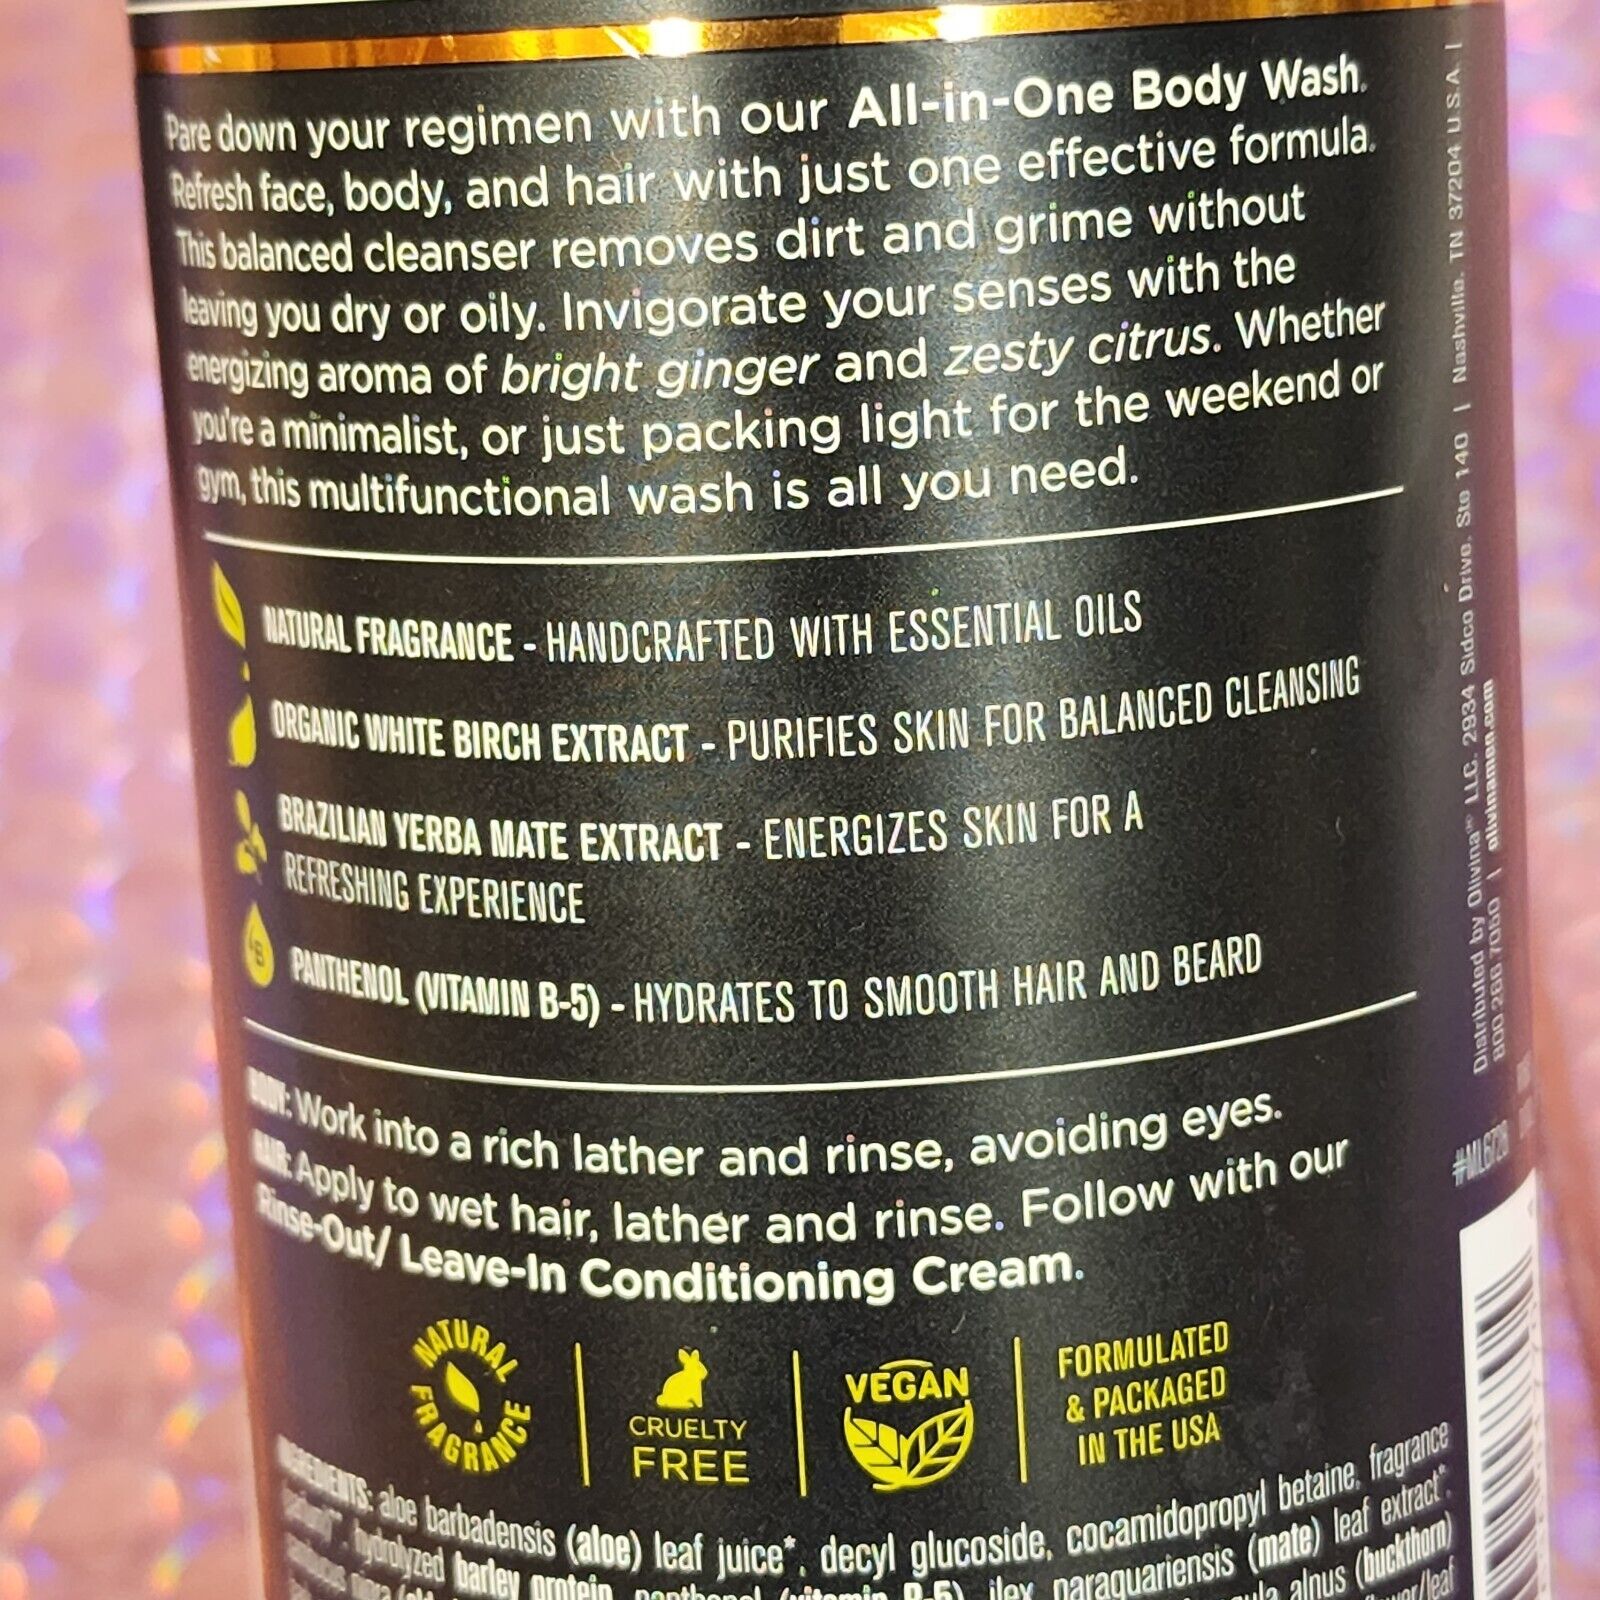 Pare down your regimen with our All-in-One Body Wash.
Refresh face, body, and hair with just one effective formula.
This balanced cleanser removes dirt and grime without
leaving you dry or oily. Invigorate your senses with the
energizing aroma of bright ginger and zesty citrus. Whether
you're a minimalist, or just packing light for the weekend or
gym, this multifunctional wash is all you need.
NATURAL FRAGRANCE - HANDCRAFTED WITH ESSENTIAL OILS
ORGANIC WHITE BIRCH EXTRACT - PURIFIES SKIN FOR BALANCED CLEANSING
BRAZILIAN YERBA MATE EXTRACT - ENERGIZES SKIN FOR A
REFRESHING EXPERIENCE
PANTHENOL (VITAMIN B-5) - HYDRATES TO SMOOTH HAIR AND BEARD
BODY: Work into a rich lather and rinse, avoiding eyes.
HAIR: Apply to wet hair, lather and rinse. Follow with our
Rinse-Out/ Leave-In Conditioning Cream.
NATURAL FRAGRANCE
CRUELTY
FREE
VEGAN
FORMULATED
& PACKAGED
IN THE USA
INGREDIENTS: aloe barbadensis (aloe) leaf juice*, decyl glucoside, cocamidopropyl betaine, fragrance
hydrolyzed barley protein, panthenol (vitamin B-5), ilex paraguariensis (mate) leaf extract*,
alnus (buckthorn)
Distributed by Olivina® LLC. 2934 Sidco Drive. Ste 140 | Nashville. TN 37204 U.S.A. |
800.266.7060 | olivinamen.com
#ML6728